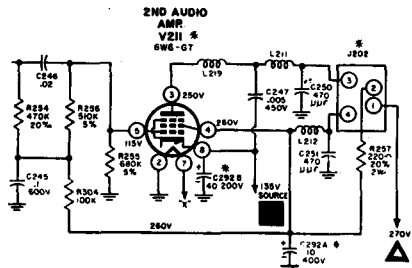 2ND AUDIO
AMP.
V211 *
6W6-GT
L219
L211
J202
*
C246
.02
R254
470K
20%
R256
510K
5%
C245
.1
600V
R304
100K
R255
680K
5%
3
250V
5
115V
4
260V
8
2
7
X
C247
.005
450V
C250
470
μμF
L212
C251
470
μμF
3
2
1
4
R257
220~
20%
2W
*
C292B
40 200V
135V
SOURCE
260V
C292A *
10
400V
270V